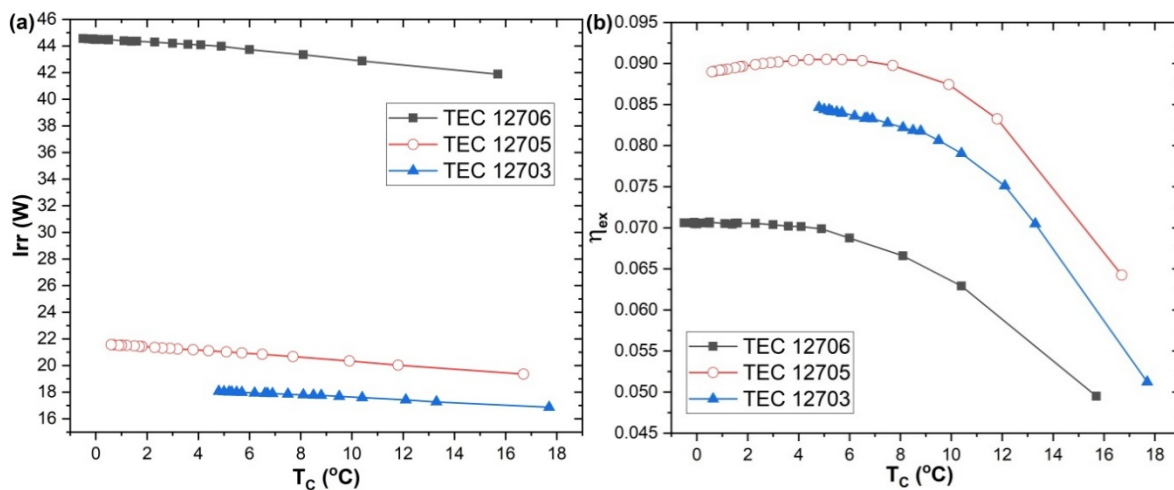 (a)
46
44
42
40
38
36
34
32
30
28
26
24
22
20
18
16
Irr (W)
TEC 12706
TEC 12705
TEC 12703
0 2 4 6 8 10 12 14 16 18
T_C (°C)
(b)
0.095
0.090
0.085
0.080
0.075
0.070
0.065
0.060
0.055
0.050
0.045
η_ex
TEC 12706
TEC 12705
TEC 12703
0 2 4 6 8 10 12 14 16 18
T_C (°C)